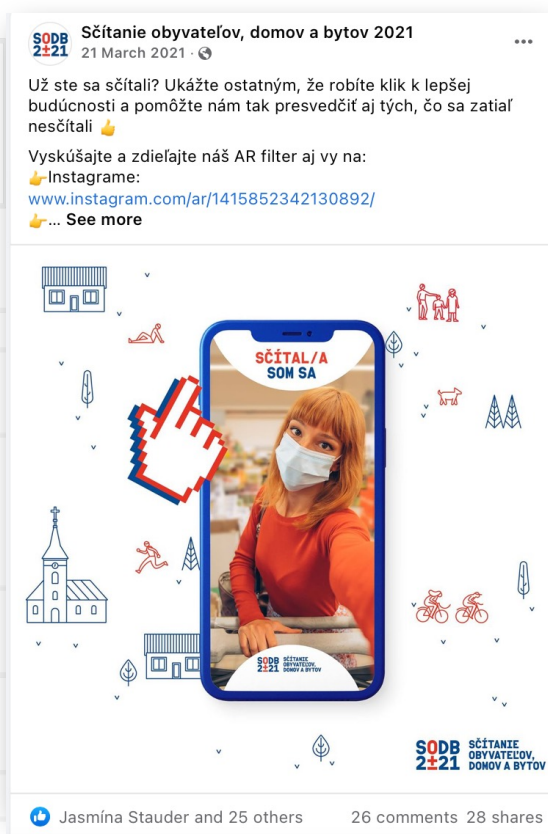 SODB
2±21
Sčítanie obyvateľov, domov a bytov 2021
21 March 2021 ·
Už ste sa sčítali? Ukážte ostatným, že robíte klik k lepšej
budúcnosti a pomôžte nám tak presvedčiť aj tých, čo sa zatiaľ
nesčítali 👍
Vyskúšajte a zdieľajte náš AR filter aj vy na:
👉Instagrame:
www.instagram.com/ar/1415852342130892/
👉... See more
SČÍTAL/A
SOM SA
SODB
2±21
SČÍTANIE
OBYVATEĽOV,
DOMOV A BYTOV
SODB
2±21
SČÍTANIE
OBYVATEĽOV,
DOMOV A BYTOV
Jasmína Stauder and 25 others
26 comments 28 shares